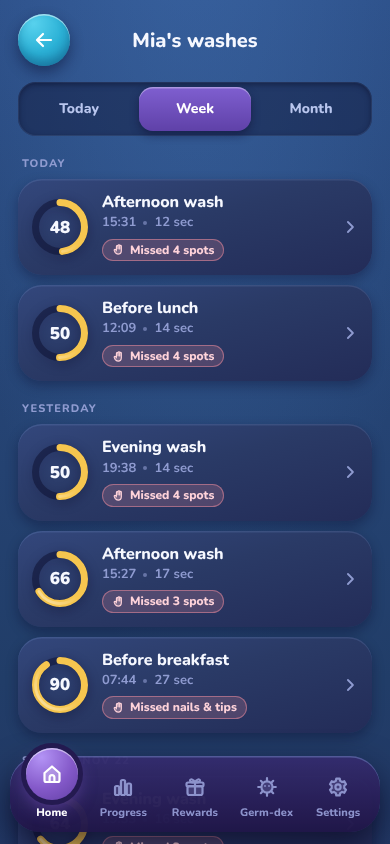 Mia's washes
Today
Week
Month
TODAY
48
Afternoon wash
15:31 • 12 sec
Missed 4 spots
50
Before lunch
12:09 • 14 sec
Missed 4 spots
YESTERDAY
50
Evening wash
19:38 • 14 sec
Missed 4 spots
66
Afternoon wash
15:27 • 17 sec
Missed 3 spots
90
Before breakfast
07:44 • 27 sec
Missed nails & tips
Evening wash
Home
Progress
Rewards
Germ-dex
Settings